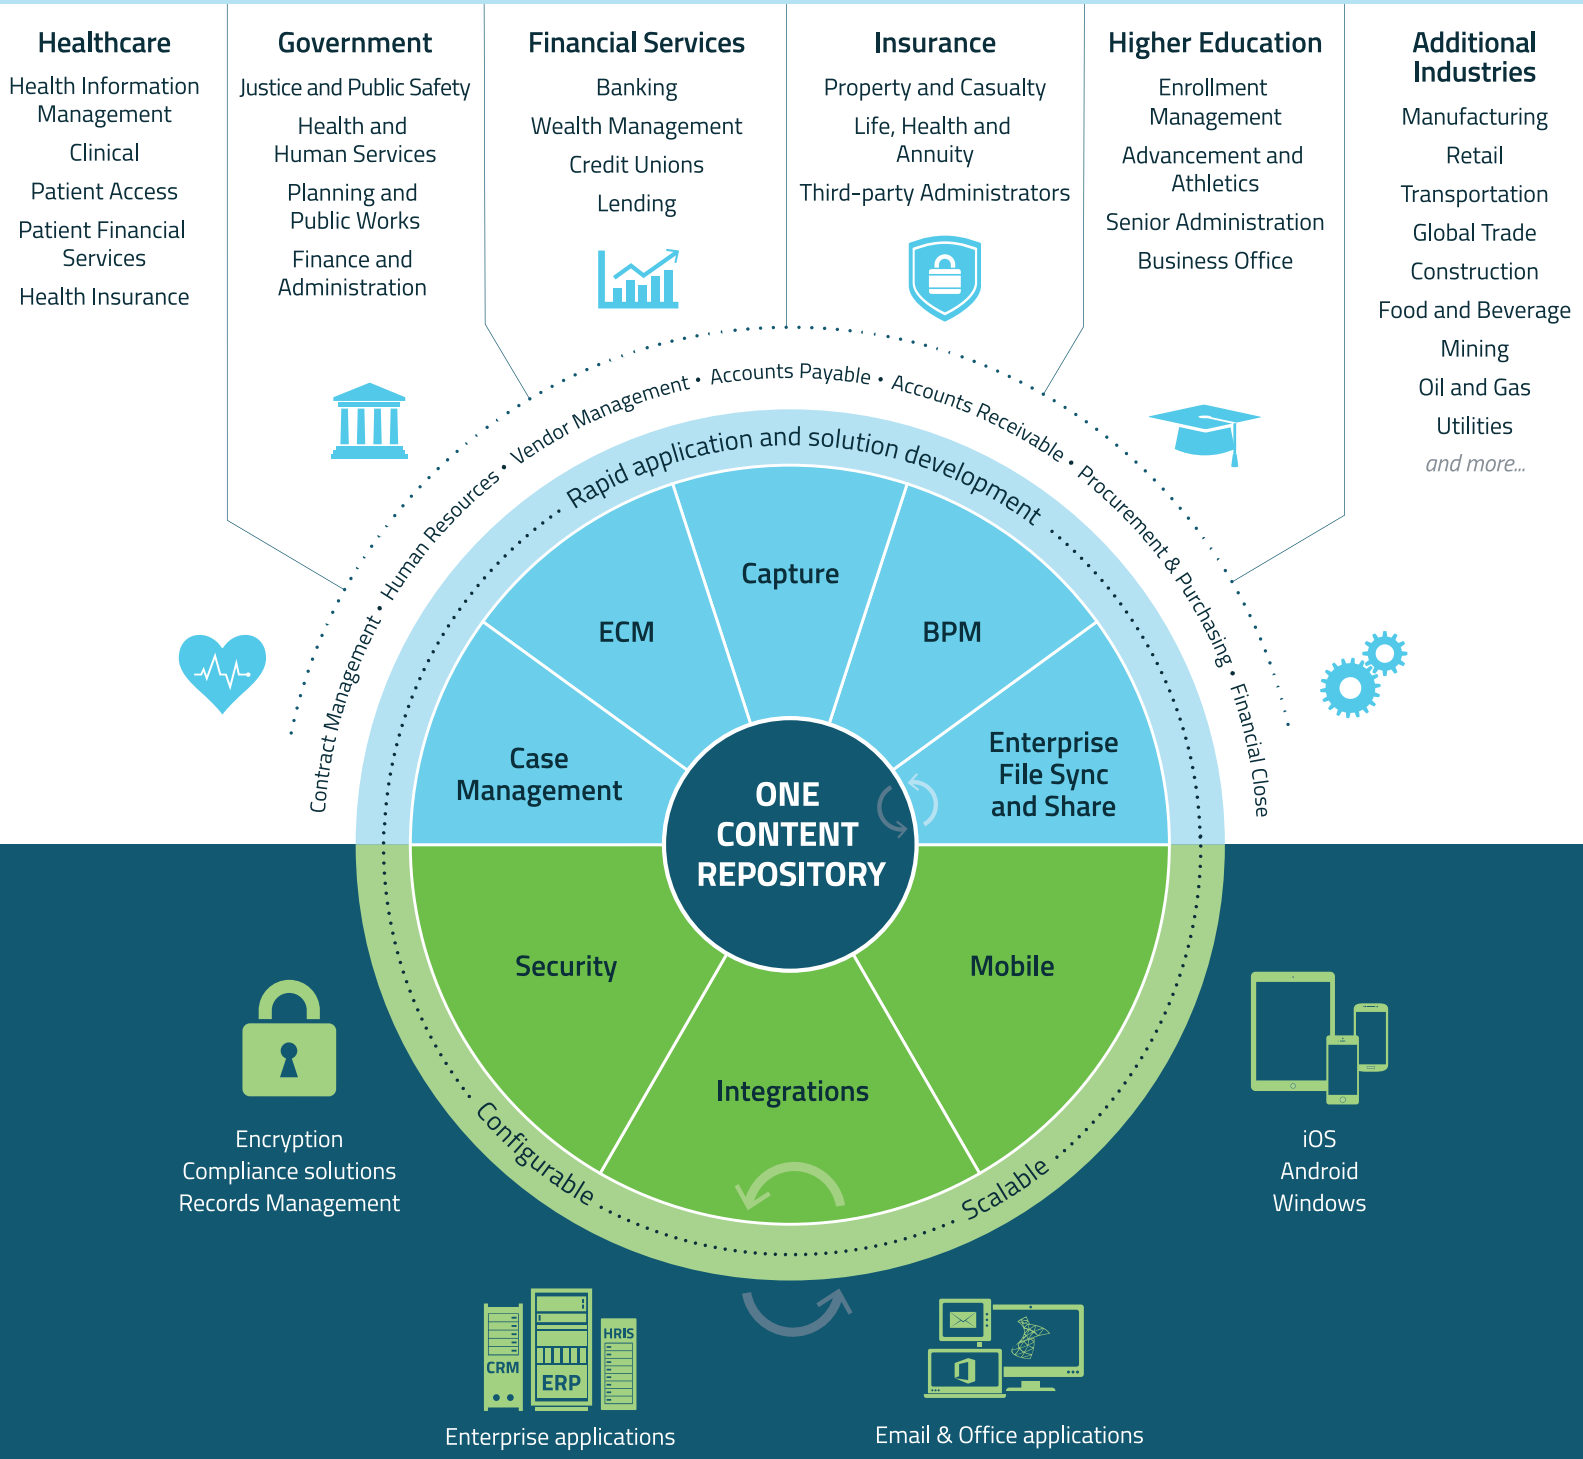 Healthcare
Health Information
Management
Clinical
Patient Access
Patient Financial
Services
Health Insurance
Government
Justice and Public Safety
Health and
Human Services
Planning and
Public Works
Finance and
Administration
Financial Services
Banking
Wealth Management
Credit Unions
Lending
Insurance
Property and Casualty
Life, Health and
Annuity
Third-party Administrators
Higher Education
Enrollment
Management
Advancement and
Athletics
Senior Administration
Business Office
Additional
Industries
Manufacturing
Retail
Transportation
Global Trade
Construction
Food and Beverage
Mining
Oil and Gas
Utilities
and more...
Contract Management • Human Resources • Vendor Management • Accounts Payable • Accounts Receivable • Procurement & Purchasing • Financial Close
Rapid application and solution development
Case
Management
ECM
Capture
BPM
Enterprise
File Sync
and Share
ONE
CONTENT
REPOSITORY
Security
Integrations
Mobile
Configurable
Scalable
Encryption
Compliance solutions
Records Management
iOS
Android
Windows
CRM
ERP
HRIS
Enterprise applications
Email & Office applications